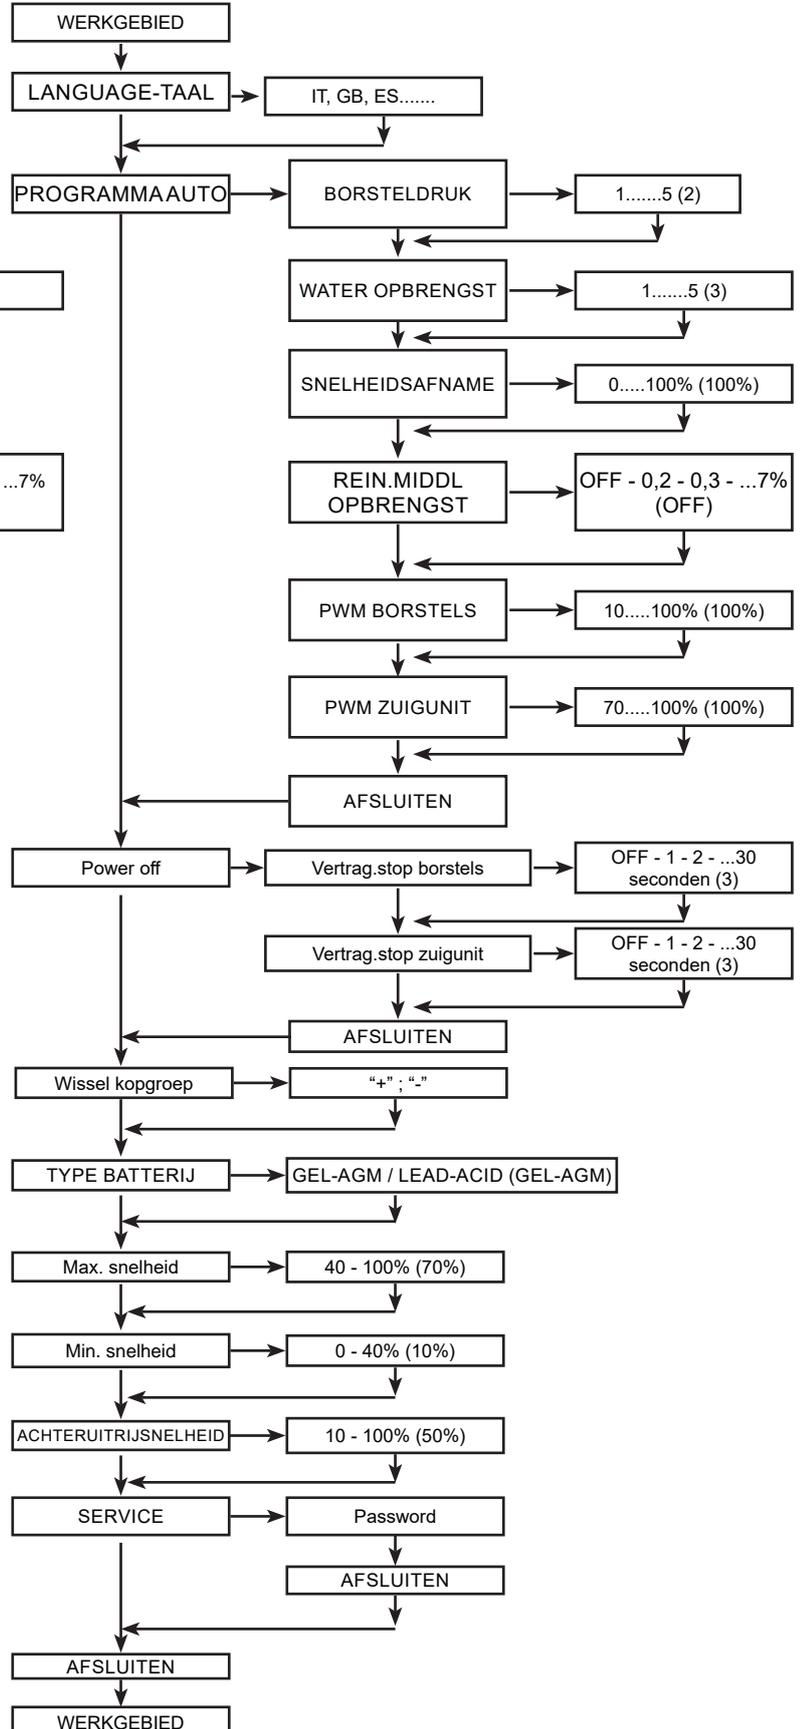 WERKGEBIED
LANGUAGE-TAAL
IT, GB, ES.......
PROGRAMMA AUTO
BORSTELDRUK
1.......5 (2)
WATER OPBRENGST
1.......5 (3)
SNELHEIDSAFNAME
0.....100% (100%)
REIN.MIDDL
OPBRENGST
OFF - 0,2 - 0,3 - ...7%
(OFF)
...7%
PWM BORSTELS
10.....100% (100%)
PWM ZUIGUNIT
70.....100% (100%)
AFSLUITEN
Power off
Vertrag.stop borstels
OFF - 1 - 2 - ...30
seconden (3)
Vertrag.stop zuigunit
OFF - 1 - 2 - ...30
seconden (3)
AFSLUITEN
Wissel kopgroep
“+” ; “-”
TYPE BATTERIJ
GEL-AGM / LEAD-ACID (GEL-AGM)
Max. snelheid
40 - 100% (70%)
Min. snelheid
0 - 40% (10%)
ACHTERUITRIJSNELHEID
10 - 100% (50%)
SERVICE
Password
AFSLUITEN
AFSLUITEN
WERKGEBIED